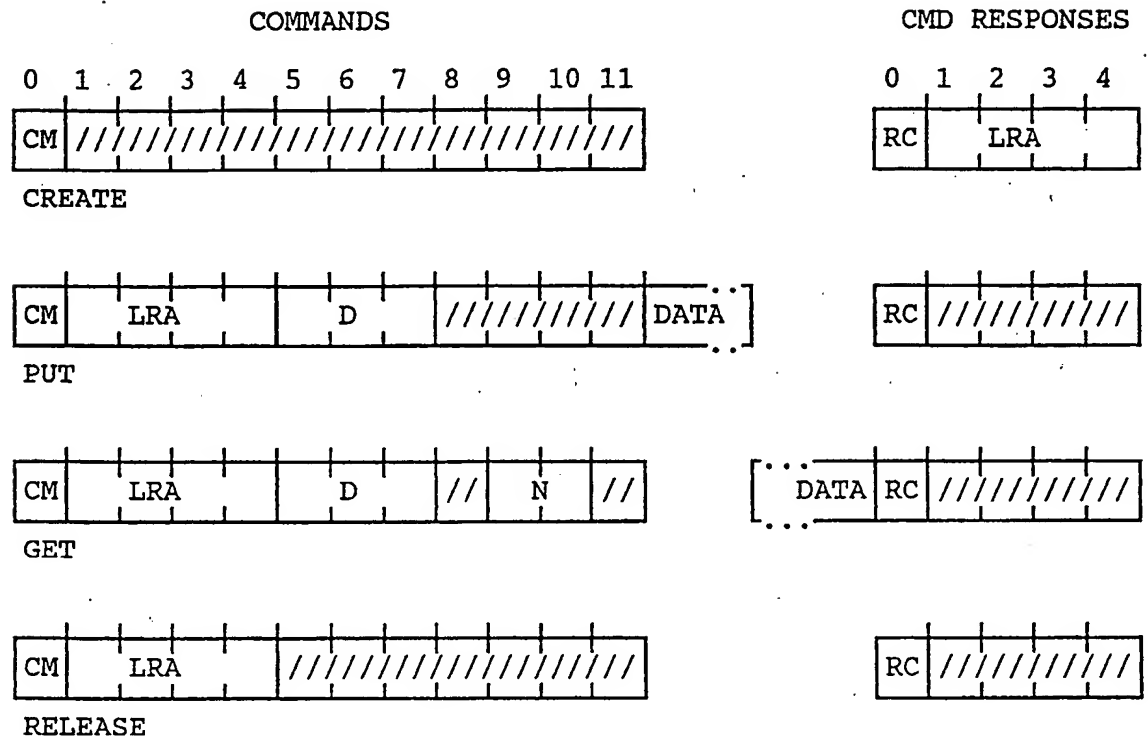 COMMANDS CMD RESPONSES
0 1 2 3 4 5 6 7 8 9 10 11 0 1 2 3 4
CM //////////////////////// RC LRA
CREATE
CM LRA D /////////// DATA RC ///////////
PUT
CM LRA D // N // DATA RC ///////////
GET
CM LRA ////////////////// RC ///////////
RELEASE